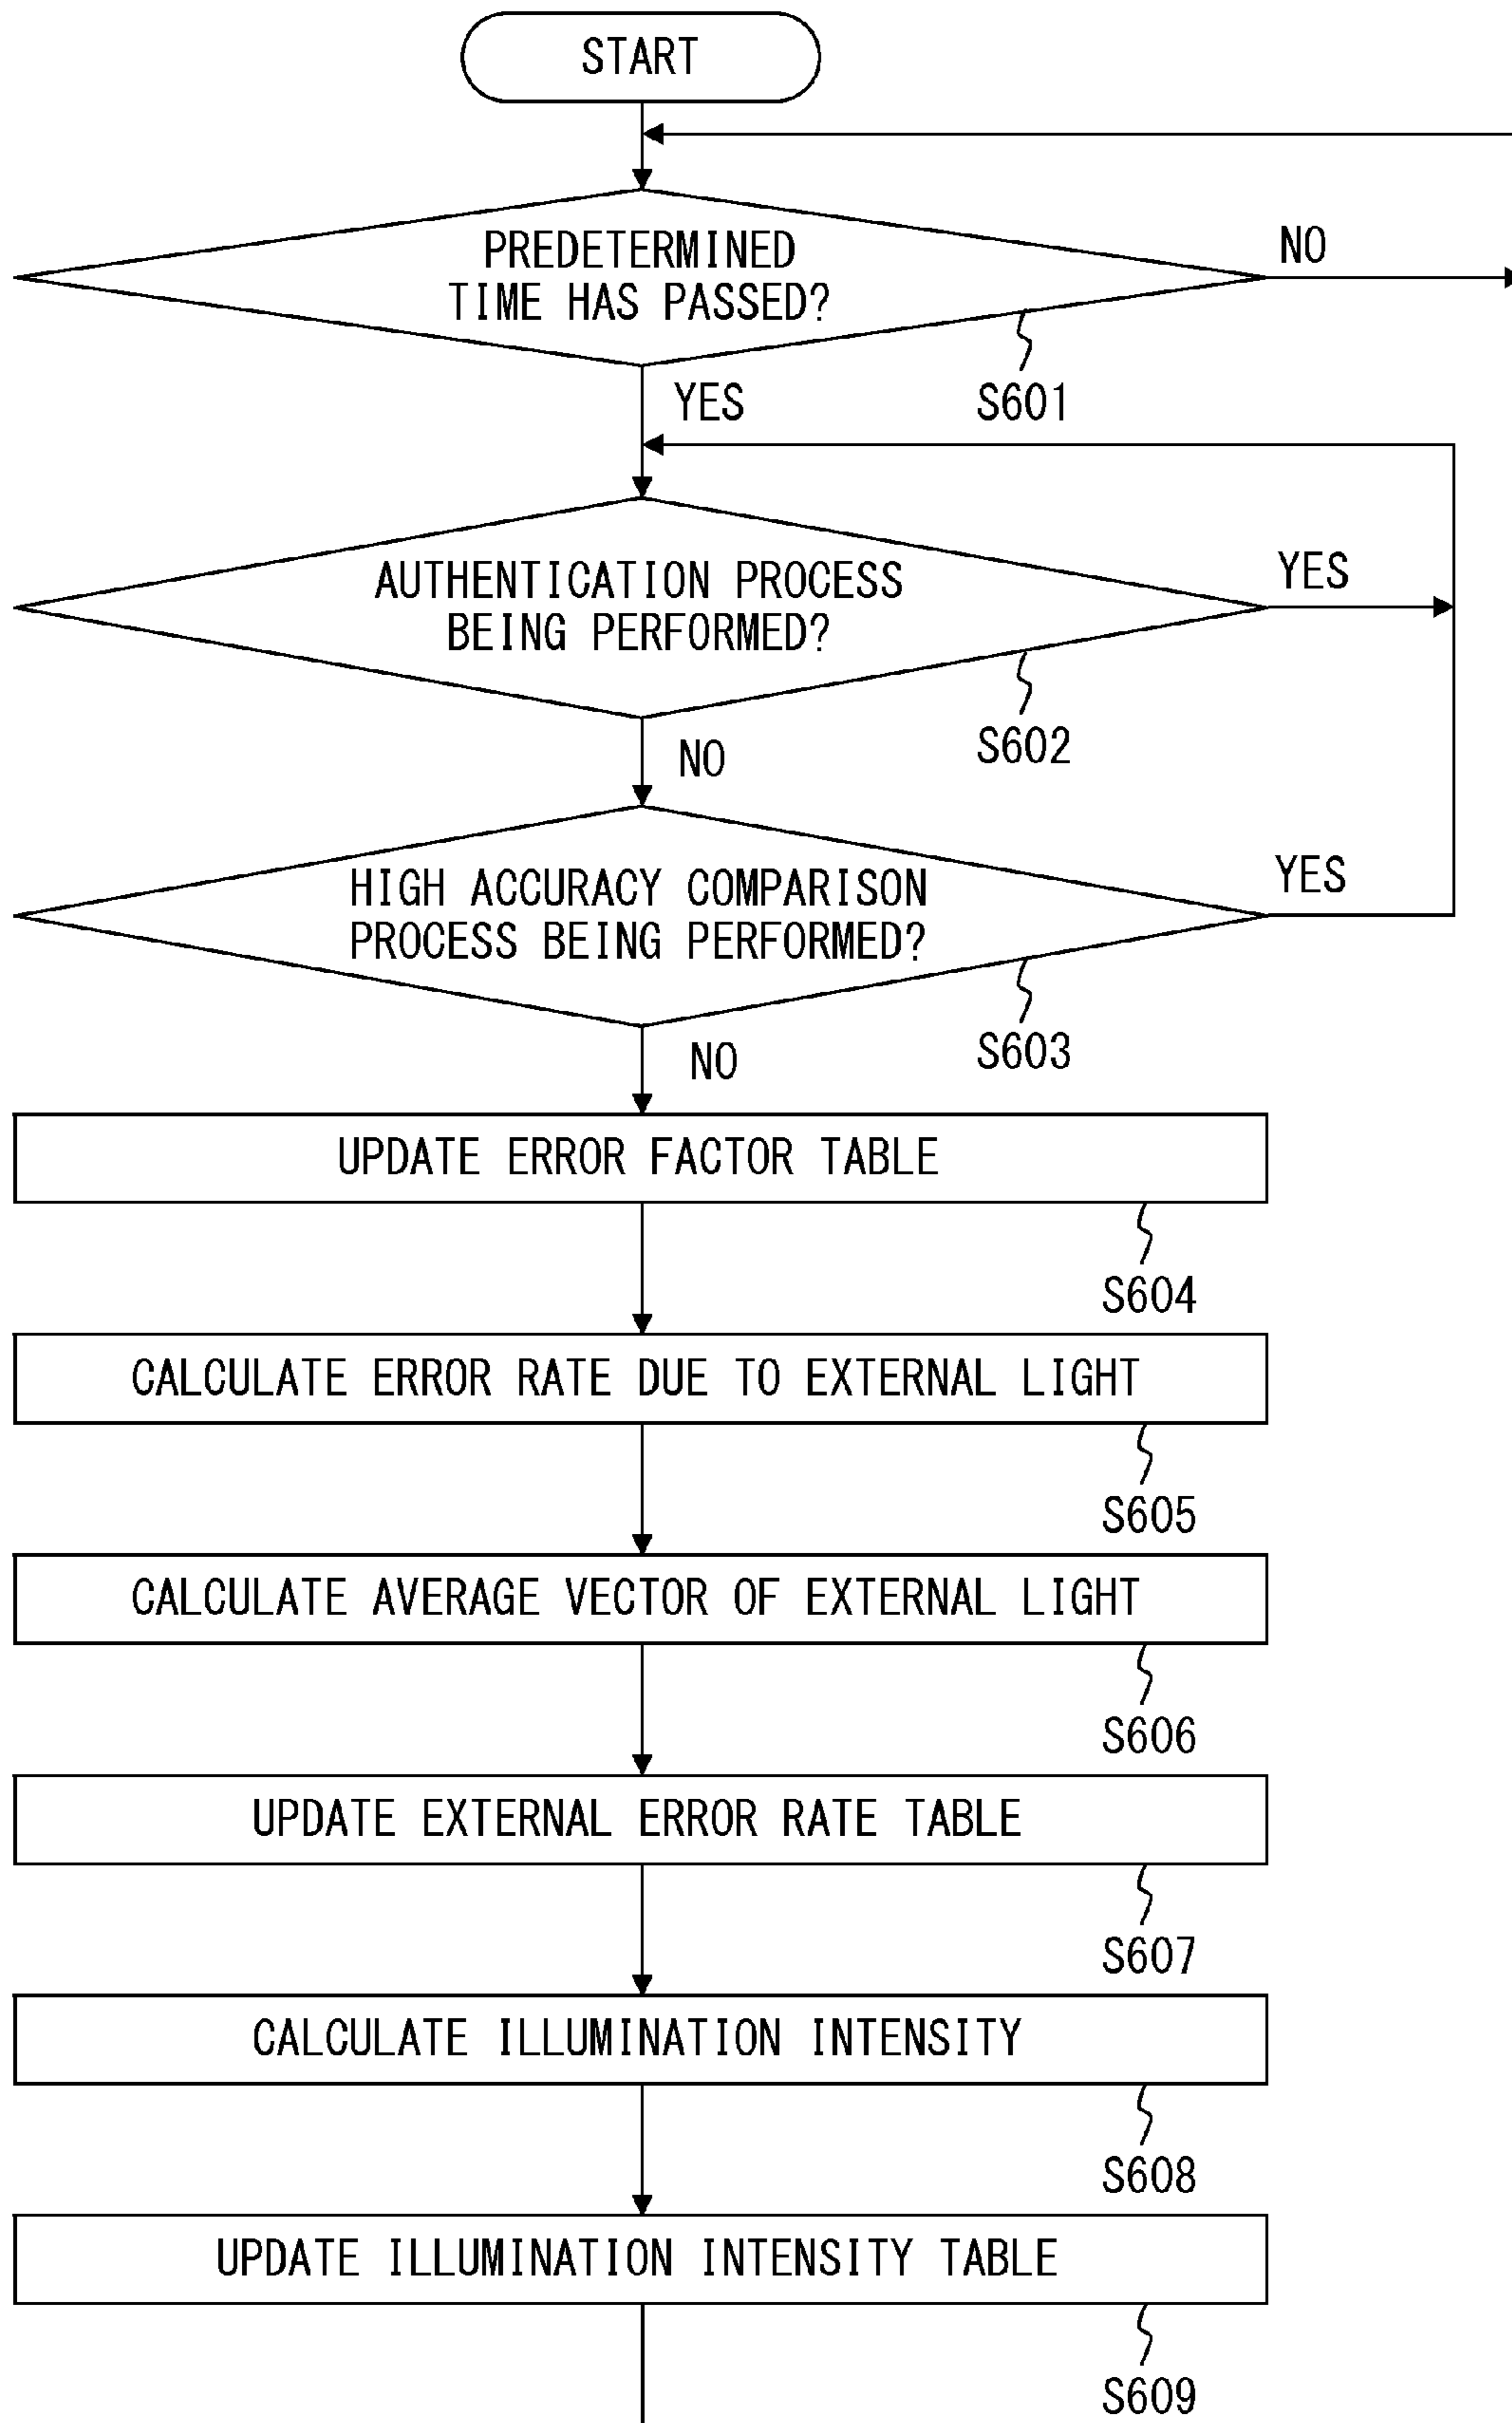 START
PREDETERMINED
TIME HAS PASSED?
NO
S601
YES
AUTHENTICATION PROCESS
BEING PERFORMED?
YES
S602
NO
HIGH ACCURACY COMPARISON
PROCESS BEING PERFORMED?
YES
S603
NO
UPDATE ERROR FACTOR TABLE
S604
CALCULATE ERROR RATE DUE TO EXTERNAL LIGHT
S605
CALCULATE AVERAGE VECTOR OF EXTERNAL LIGHT
S606
UPDATE EXTERNAL ERROR RATE TABLE
S607
CALCULATE ILLUMINATION INTENSITY
S608
UPDATE ILLUMINATION INTENSITY TABLE
S609